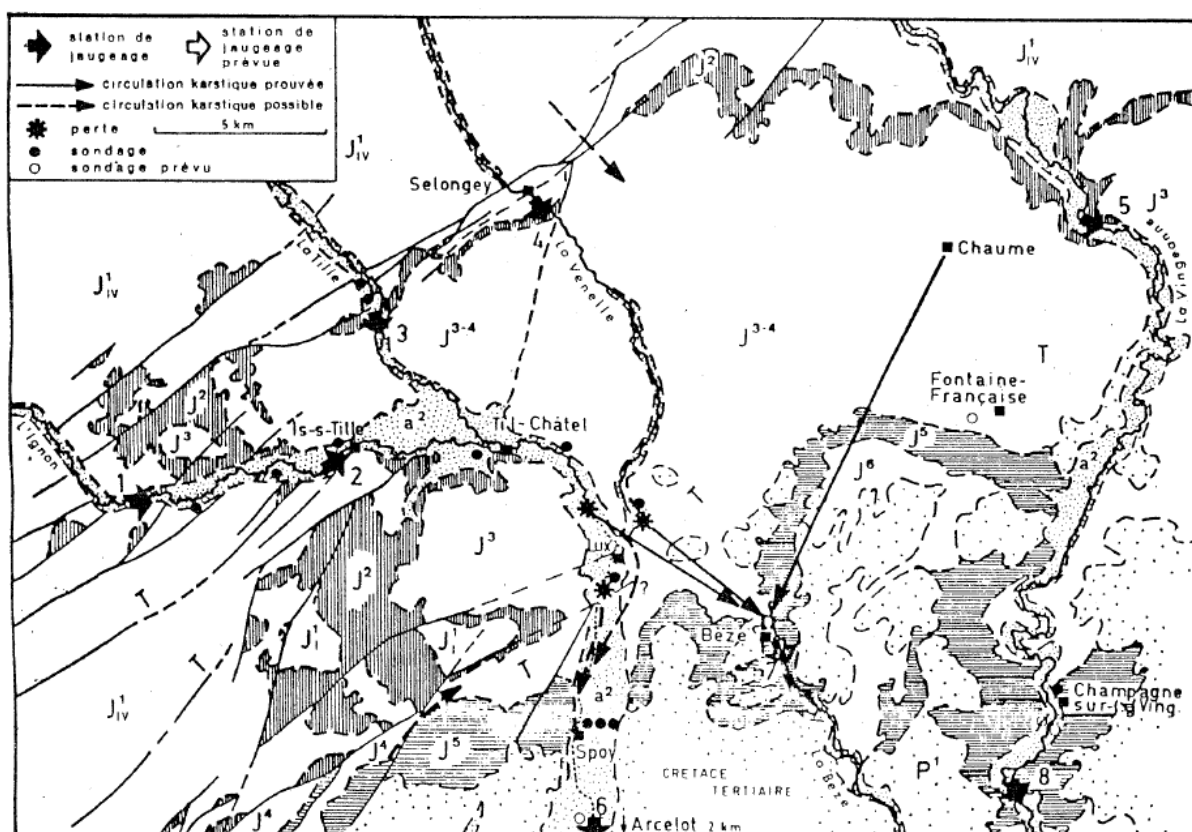 station de
jaugeage
station de
jaugeage
prévue
circulation karstique prouvée
circulation karstique possible
perte
5 km
sondage
sondage prévu
J¹IV
J²
J¹IV
J¹IV
Selongey
4
La Venelle
La Tille
3
J³⁻⁴
J³⁻⁴
5
J³
La Vingeanne
Chaume
T
Fontaine-
Française
J⁵
J⁶
a²
L'Ignon
J²
J³
1
Is-s-Tille
2
a²
Til-Châtel
T
J³
Lux
?
J²
T
J¹
J¹
T
J¹IV
Bèze
a²
Champagne
sur-Ving.
J⁴
J⁵
Spoy
CRETACE
TERTIAIRE
La Bèze
P¹
8
J⁴
6
Arcelot 2 km